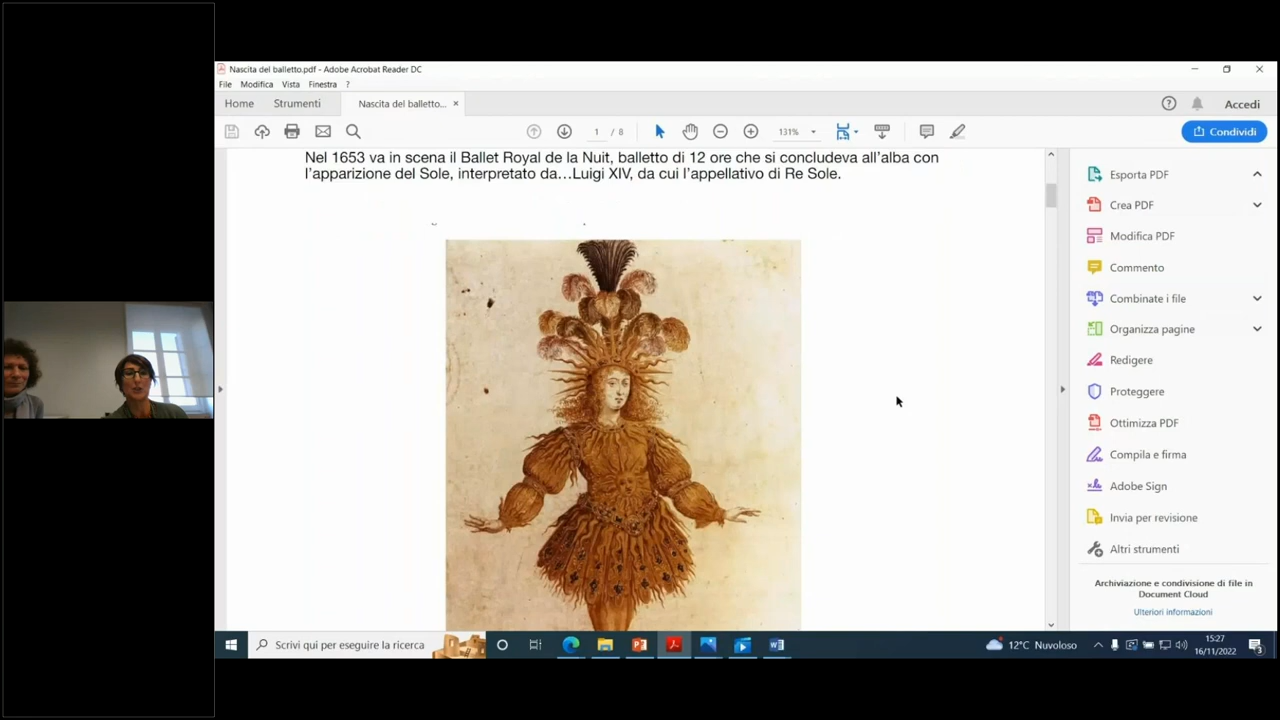 Nascita del balletto.pdf - Adobe Acrobat Reader DC
File Modifica Vista Finestra ?
Home Strumenti Nascita del balletto... × Accedi
1 / 8 131% Condividi
Nel 1653 va in scena il Ballet Royal de la Nuit, balletto di 12 ore che si concludeva all'alba con
l'apparizione del Sole, interpretato da…Luigi XIV, da cui l'appellativo di Re Sole.
Esporta PDF
Crea PDF
Modifica PDF
Commento
Combinate i file
Organizza pagine
Redigere
Proteggere
Ottimizza PDF
Compila e firma
Adobe Sign
Invia per revisione
Altri strumenti
Archiviazione e condivisione di file in
Document Cloud
Ulteriori informazioni
Scrivi qui per eseguire la ricerca
12°C Nuvoloso
15:27
16/11/2022
3